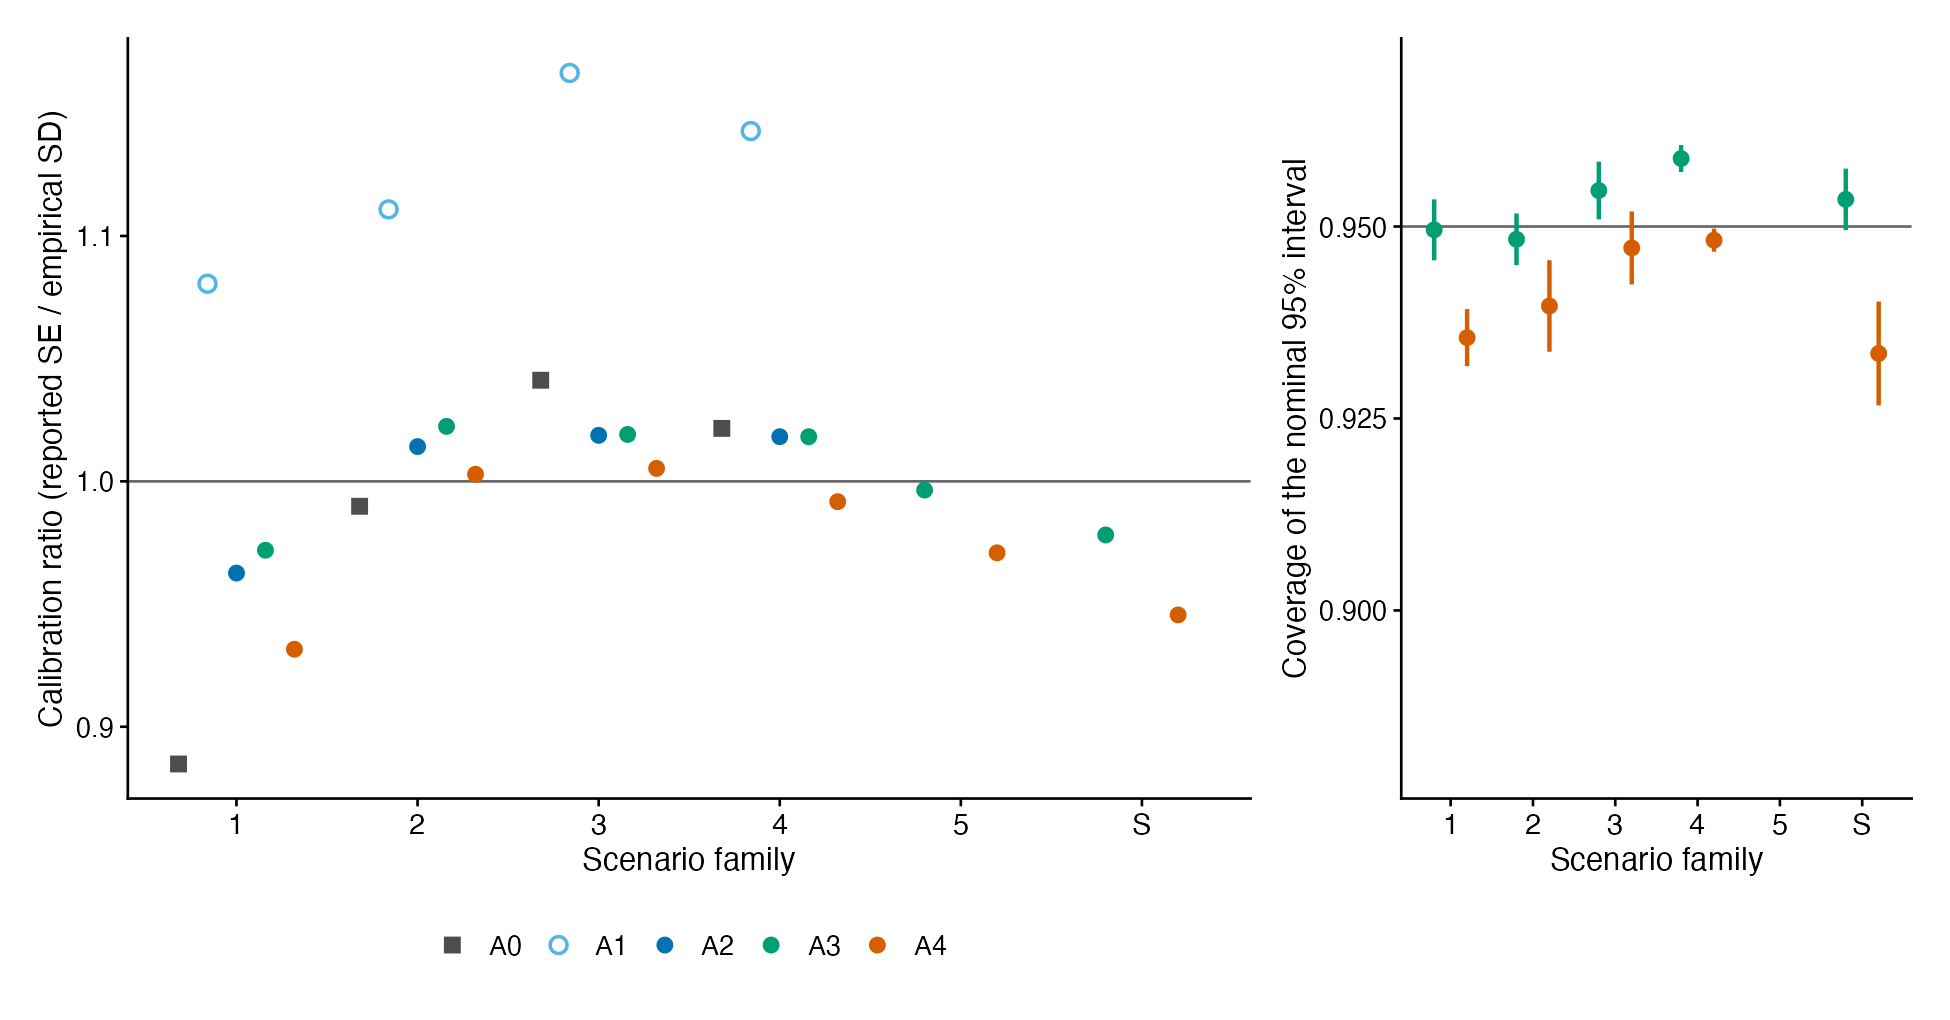 Calibration ratio (reported SE / empirical SD)
1.1
1.0
0.9
1 2 3 4 5 S
Scenario family
Coverage of the nominal 95% interval
0.950
0.925
0.900
1 2 3 4 5 S
Scenario family
A0 A1 A2 A3 A4